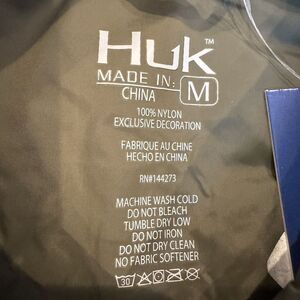 Huk™
MADE IN:
CHINA
M
100% NYLON
EXCLUSIVE DECORATION
FABRIQUE AU CHINE
HECHO EN CHINA
RN#144273
MACHINE WASH COLD
DO NOT BLEACH
TUMBLE DRY LOW
DO NOT IRON
DO NOT DRY CLEAN
NO FABRIC SOFTENER
30